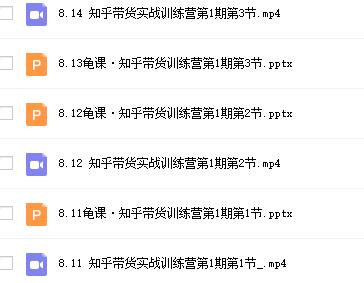 8.14 知乎带货实战训练营第1期第3节.mp4
P 8.13龟课·知乎带货训练营第1期第3节.pptx
P 8.12龟课·知乎带货训练营第1期第2节.pptx
8.12 知乎带货实战训练营第1期第2节.mp4
P 8.11龟课·知乎带货训练营第1期第1节.pptx
8.11 知乎带货实战训练营第1期第1节_.mp4